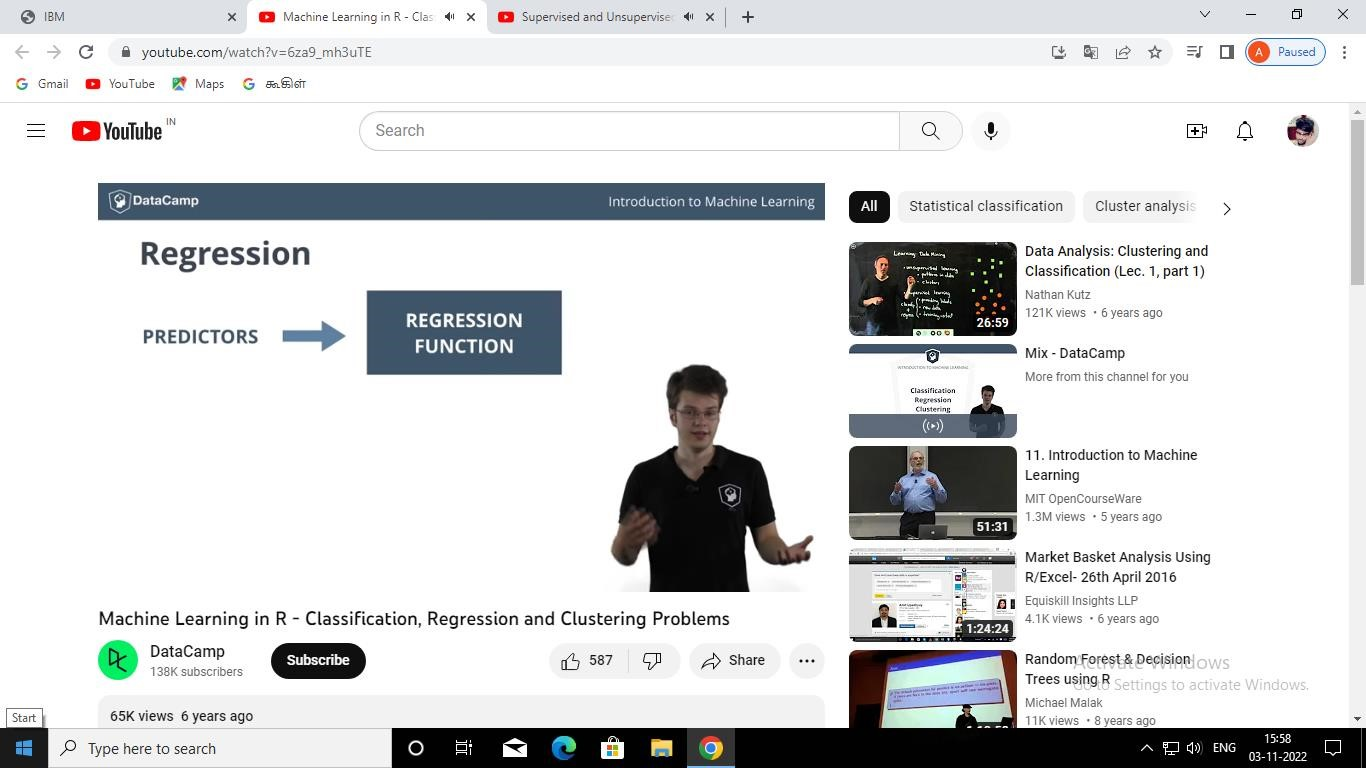 IBM
Machine Learning in R - Clas
Supervised and Unsupervise
youtube.com/watch?v=6za9_mh3uTE
A Paused
Gmail
YouTube
Maps
கூகிள்
YouTube IN
Search
DataCamp
Introduction to Machine Learning
Regression
PREDICTORS
REGRESSION
FUNCTION
Machine Learning in R - Classification, Regression and Clustering Problems
DataCamp
138K subscribers
Subscribe
587
Share
65K views 6 years ago
All
Statistical classification
Cluster analysis
Learning Data Mining
26:59
Data Analysis: Clustering and
Classification (Lec. 1, part 1)
Nathan Kutz
121K views • 6 years ago
INTRODUCTION TO MACHINE LEARNING
Classification
Regression
Clustering
Mix - DataCamp
More from this channel for you
51:31
11. Introduction to Machine
Learning
MIT OpenCourseWare
1.3M views • 5 years ago
1:24:24
Market Basket Analysis Using
R/Excel- 26th April 2016
Equiskill Insights LLP
4.1K views • 6 years ago
Random Forest & Decision
Trees using R
Michael Malak
11K views • 8 years ago
Activate Windows
Go to Settings to activate Windows.
Start
Type here to search
ENG
15:58
03-11-2022